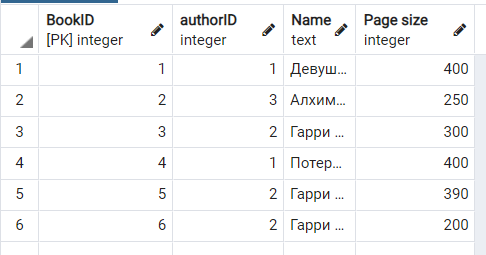 BookID authorID Name Page size
[PK] integer integer text integer
1 1 1 Девуш... 400
2 2 3 Алхим... 250
3 3 2 Гарри ... 300
4 4 1 Потер... 400
5 5 2 Гарри ... 390
6 6 2 Гарри ... 200